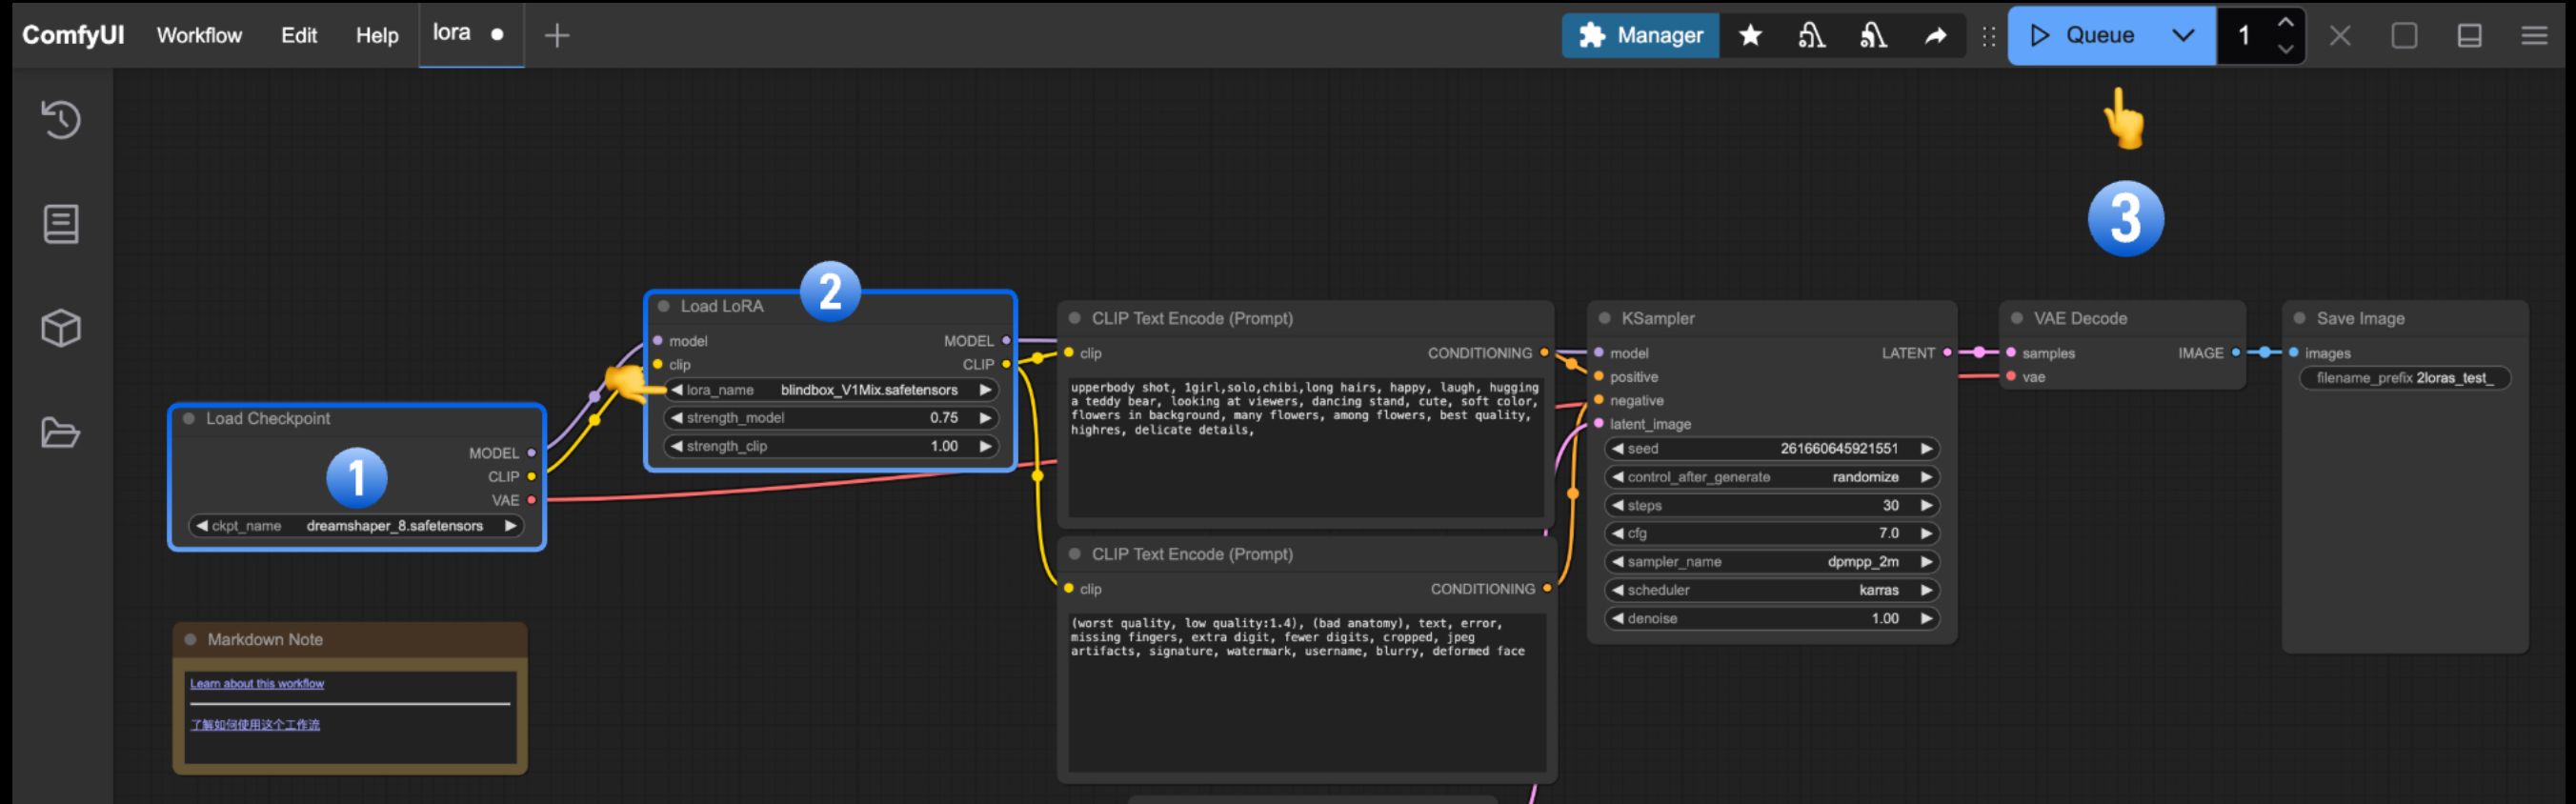 ComfyUI Workflow Edit Help lora
Manager
Queue
1
3
2
Load LoRA
model MODEL
clip CLIP
lora_name blindbox_V1Mix.safetensors
strength_model 0.75
strength_clip 1.00
Load Checkpoint
1
MODEL
CLIP
VAE
ckpt_name dreamshaper_8.safetensors
Markdown Note
Learn about this workflow
了解如何使用这个工作流
CLIP Text Encode (Prompt)
clip CONDITIONING
upperbody shot, 1girl,solo,chibi,long hairs, happy, laugh, hugging
a teddy bear, looking at viewers, dancing stand, cute, soft color,
flowers in background, many flowers, among flowers, best quality,
highres, delicate details,
CLIP Text Encode (Prompt)
clip CONDITIONING
(worst quality, low quality:1.4), (bad anatomy), text, error,
missing fingers, extra digit, fewer digits, cropped, jpeg
artifacts, signature, watermark, username, blurry, deformed face
KSampler
model LATENT
positive
negative
latent_image
seed 261660645921551
control_after_generate randomize
steps 30
cfg 7.0
sampler_name dpmpp_2m
scheduler karras
denoise 1.00
VAE Decode
samples IMAGE
vae
Save Image
images
filename_prefix 2loras_test_